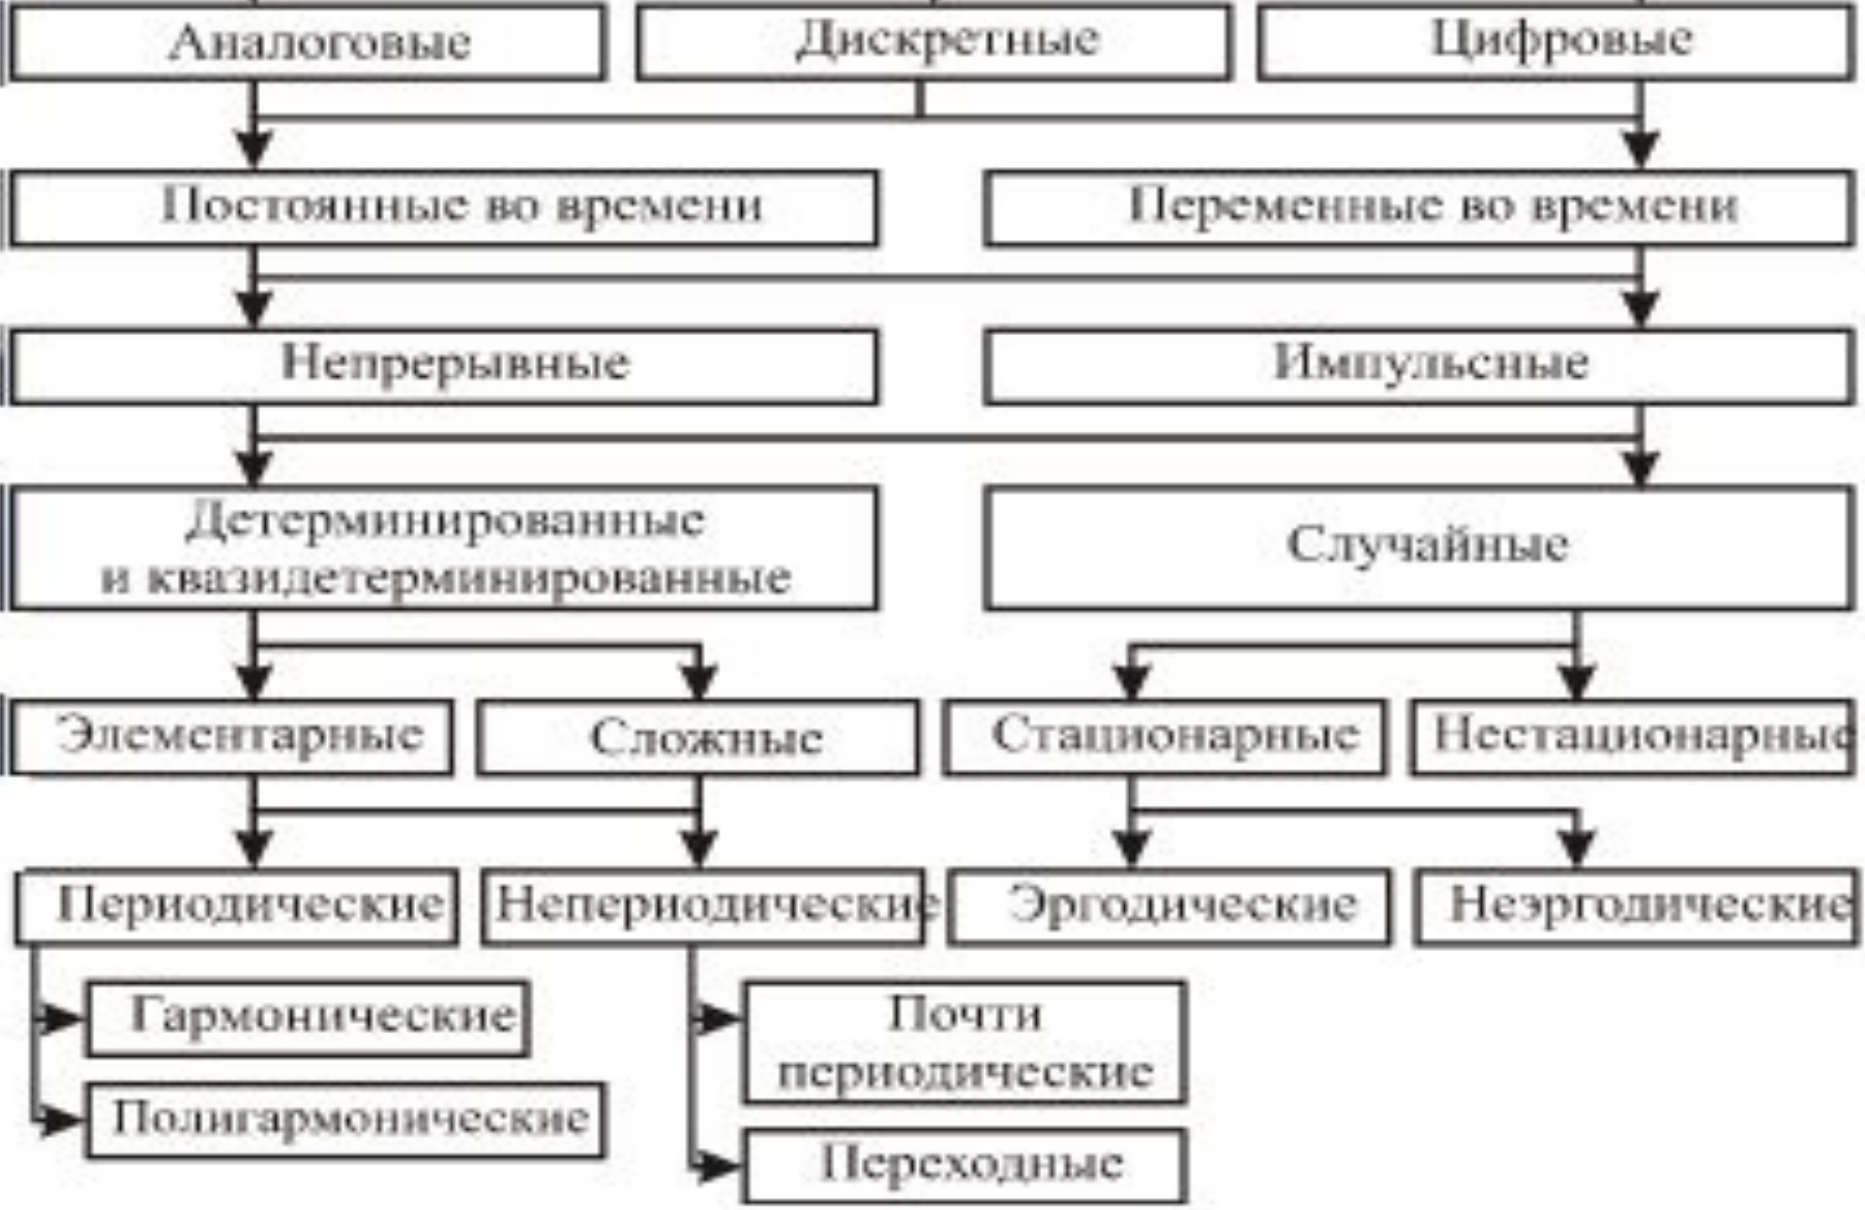 Аналоговые
Дискретные
Цифровые
Постоянные во времени
Переменные во времени
Непрерывные
Импульсные
Детерминированные
и квазидетерминированные
Случайные
Элементарные
Сложные
Стационарные
Нестационарные
Периодические
Непериодические
Эргодические
Неэргодические
Гармонические
Полигармонические
Почти
периодические
Переходные